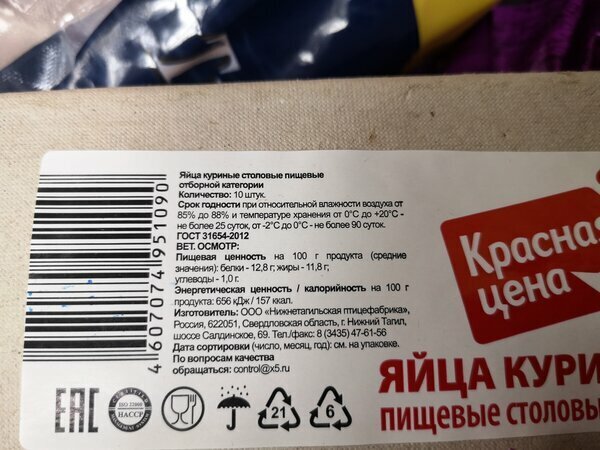 Яйца куриные столовые пищевые
отборной категории
Количество: 10 штук.
Срок годности при относительной влажности воздуха от
85% до 88% и температуре хранения от 0°С до +20°С -
не более 25 суток, от -2°С до 0°С - не более 90 суток.
ГОСТ 31654-2012
ВЕТ. ОСМОТР:
Пищевая ценность на 100 г продукта (средние
значения): белки - 12,8 г; жиры - 11,8 г;
углеводы - 1,0 г.
Энергетическая ценность / калорийность на 100 г
продукта: 656 кДж / 157 ккал.
Изготовитель: ООО «Нижнетагильская птицефабрика»,
Россия, 622051, Свердловская область, г. Нижний Тагил,
шоссе Салдинское, 69. Тел./факс: 8 (3435) 47-61-56
Дата сортировки (число, месяц, год): см. на упаковке.
По вопросам качества
обращаться: control@x5.ru
4607074951090
EAC
ISO 22000
HACCP
21
6
Красная
цена
ЯЙЦА КУРИ
пищевые столовы